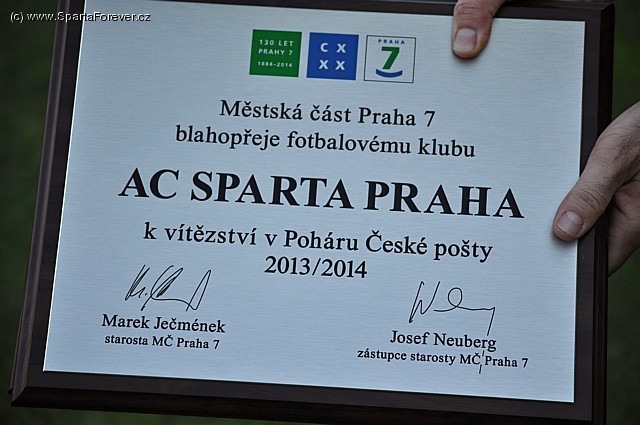 (c) www.SpartaForever.cz
130 LET
PRAHY 7
1884-2014
CX
XX
PRAHA
7
Městská část Praha 7
blahopřeje fotbalovému klubu
AC SPARTA PRAHA
k vítězství v Poháru České pošty
2013/2014
Marek Ječmének
starosta MČ Praha 7
Josef Neuberg
zástupce starosty MČ Praha 7